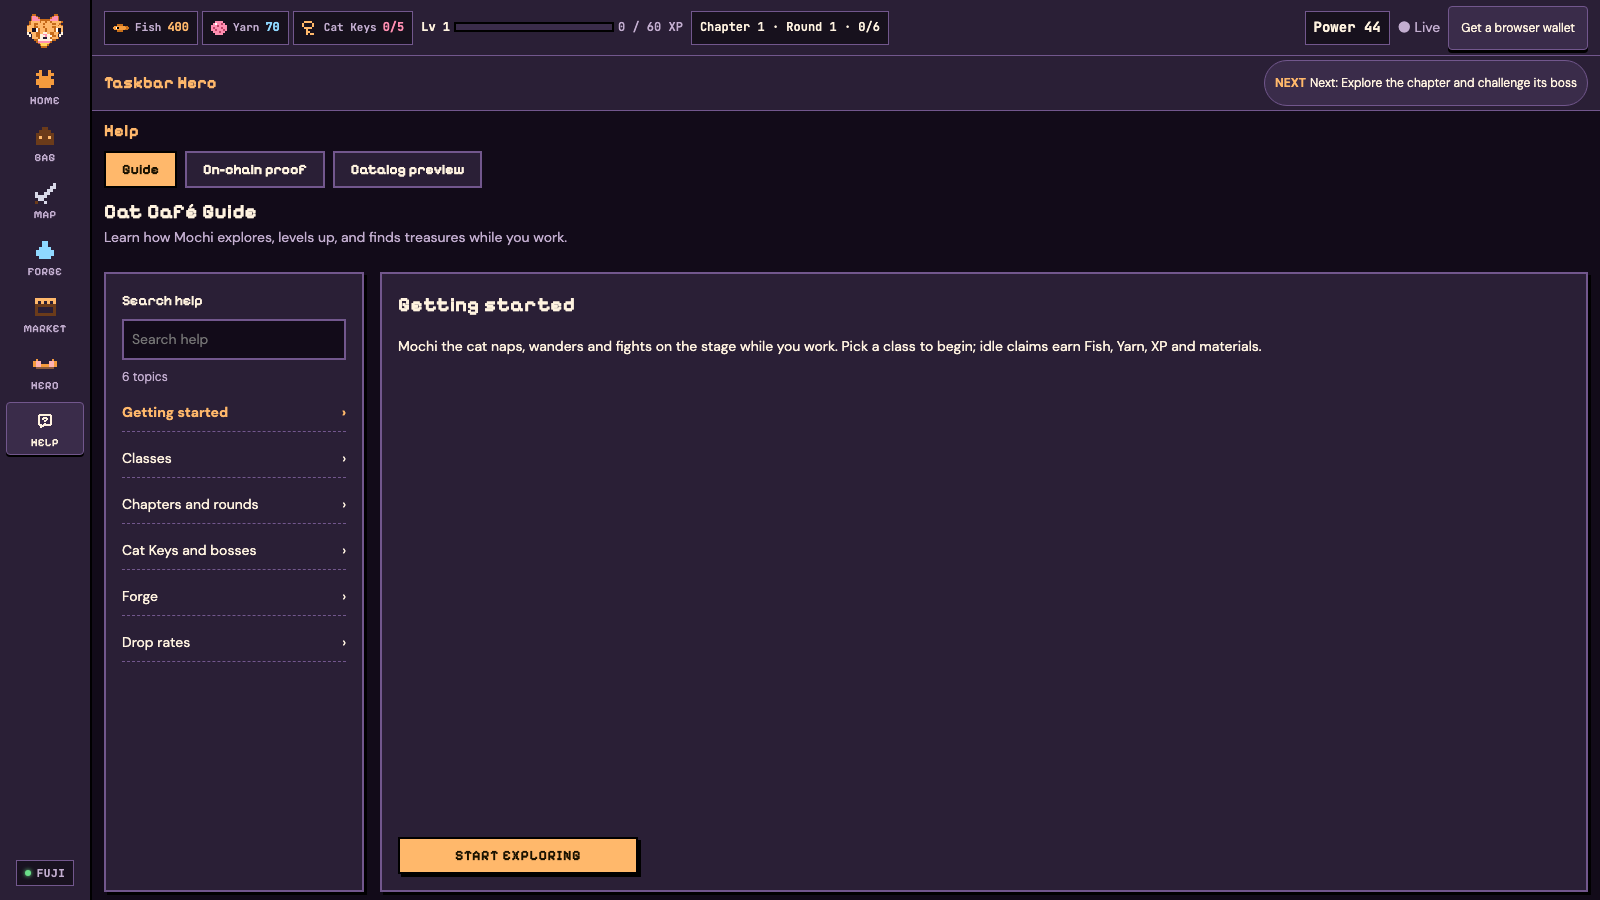 Fish 400
Yarn 70
Cat Keys 0/5
Lv 1
0 / 60 XP
Chapter 1 · Round 1 · 0/6
Power 44
Live
Get a browser wallet
HOME
BAG
MAP
FORGE
MARKET
HERO
HELP
FUJI
Taskbar Hero
NEXT Next: Explore the chapter and challenge its boss
Help
Guide
On-chain proof
Catalog preview
Cat Café Guide
Learn how Mochi explores, levels up, and finds treasures while you work.
Search help
Search help
6 topics
Getting started ›
Classes ›
Chapters and rounds ›
Cat Keys and bosses ›
Forge ›
Drop rates ›
Getting started
Mochi the cat naps, wanders and fights on the stage while you work. Pick a class to begin; idle claims earn Fish, Yarn, XP and materials.
START EXPLORING